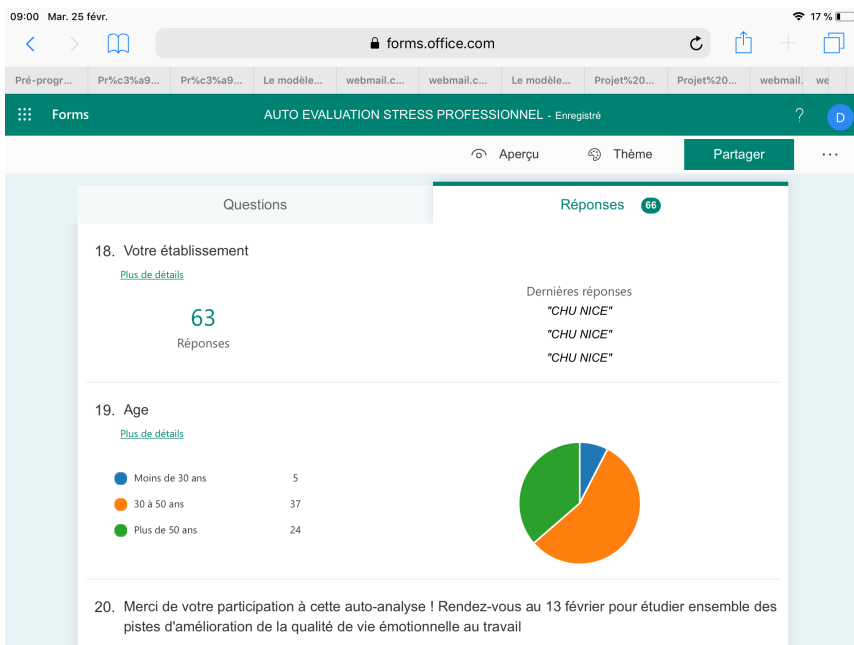 09:00 Mar. 25 févr. 17 %
forms.office.com
Pré-progr... Pr%c3%a9... Pr%c3%a9... Le modèle... webmail.c... webmail.c... Le modèle... Projet%20... Projet%20... webmail. we
Forms AUTO EVALUATION STRESS PROFESSIONNEL - Enregistré ? D
Aperçu Thème Partager ...
Questions Réponses 66
18. Votre établissement
Plus de détails
63
Réponses
Dernières réponses
"CHU NICE"
"CHU NICE"
"CHU NICE"
19. Age
Plus de détails
Moins de 30 ans 5
30 à 50 ans 37
Plus de 50 ans 24
20. Merci de votre participation à cette auto-analyse ! Rendez-vous au 13 février pour étudier ensemble des
pistes d'amélioration de la qualité de vie émotionnelle au travail